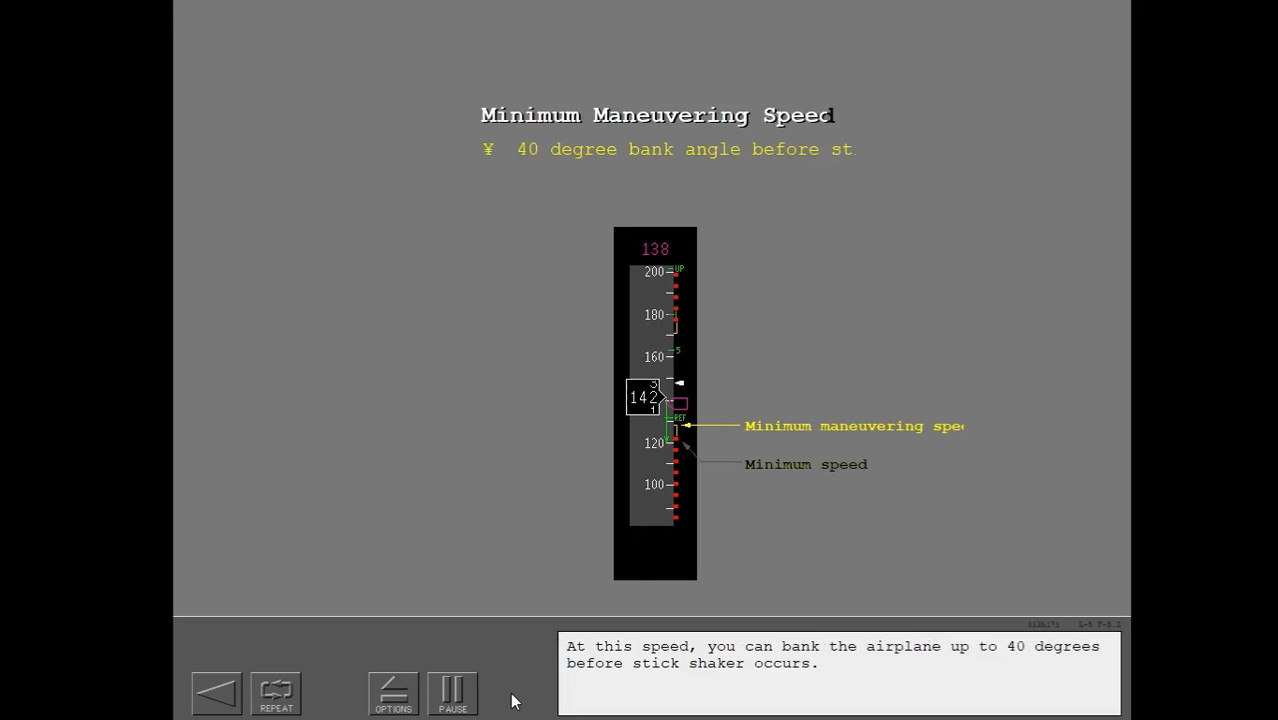 Minimum Maneuvering Speed
¥ 40 degree bank angle before st.
138
200
UP
180
160
5
3
142
1
REF
Minimum maneuvering spee
120
Minimum speed
100
At this speed, you can bank the airplane up to 40 degrees
before stick shaker occurs.
REPEAT
OPTIONS
PAUSE